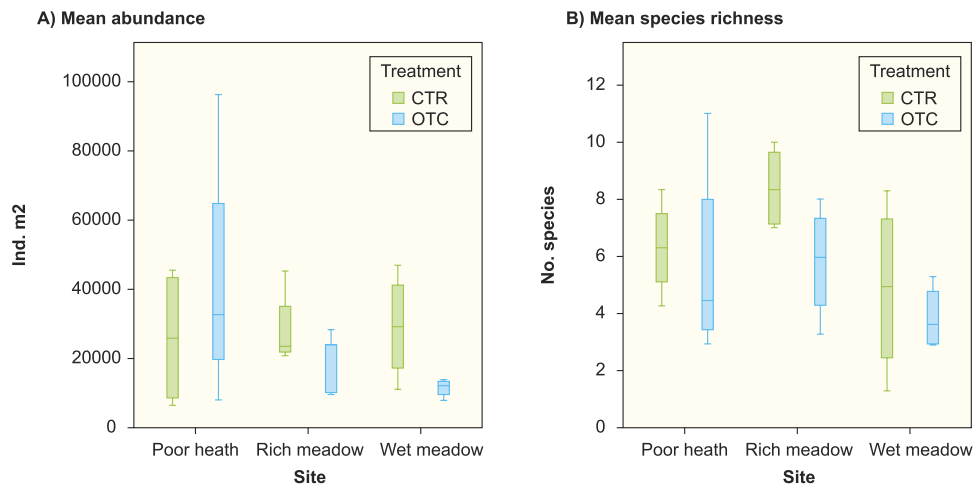 A) Mean abundance
Ind. m2
100000
80000
60000
40000
20000
0
Treatment
CTR
OTC
Poor heath
Rich meadow
Wet meadow
Site
B) Mean species richness
No. species
12
10
8
6
4
2
0
Treatment
CTR
OTC
Poor heath
Rich meadow
Wet meadow
Site